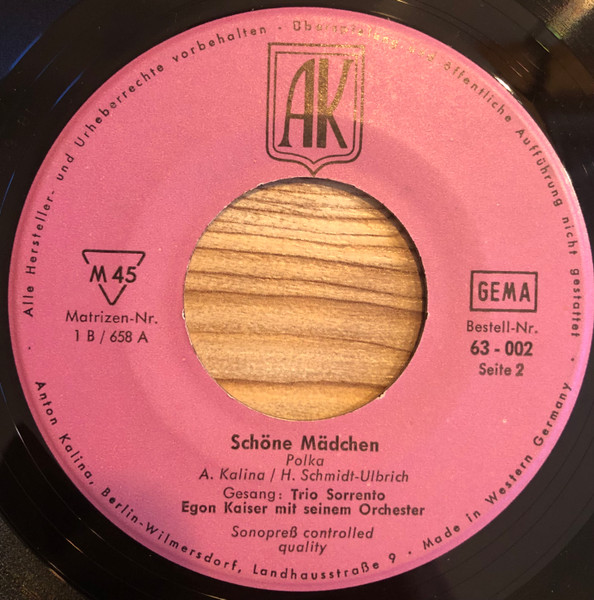 Alle Hersteller- und Urheberrechte vorbehalten - Überspielung und öffentliche Aufführung nicht gestattet
AK
M 45
Matrizen-Nr.
1 B / 658 A
GEMA
Bestell-Nr.
63 - 002
Seite 2
Schöne Mädchen
Polka
A. Kalina / H. Schmidt-Ulbrich
Gesang: Trio Sorrento
Egon Kaiser mit seinem Orchester
Sonopreß controlled
quality
Anton Kalina, Berlin-Wilmersdorf, Landhausstraße 9 - Made in Western Germany